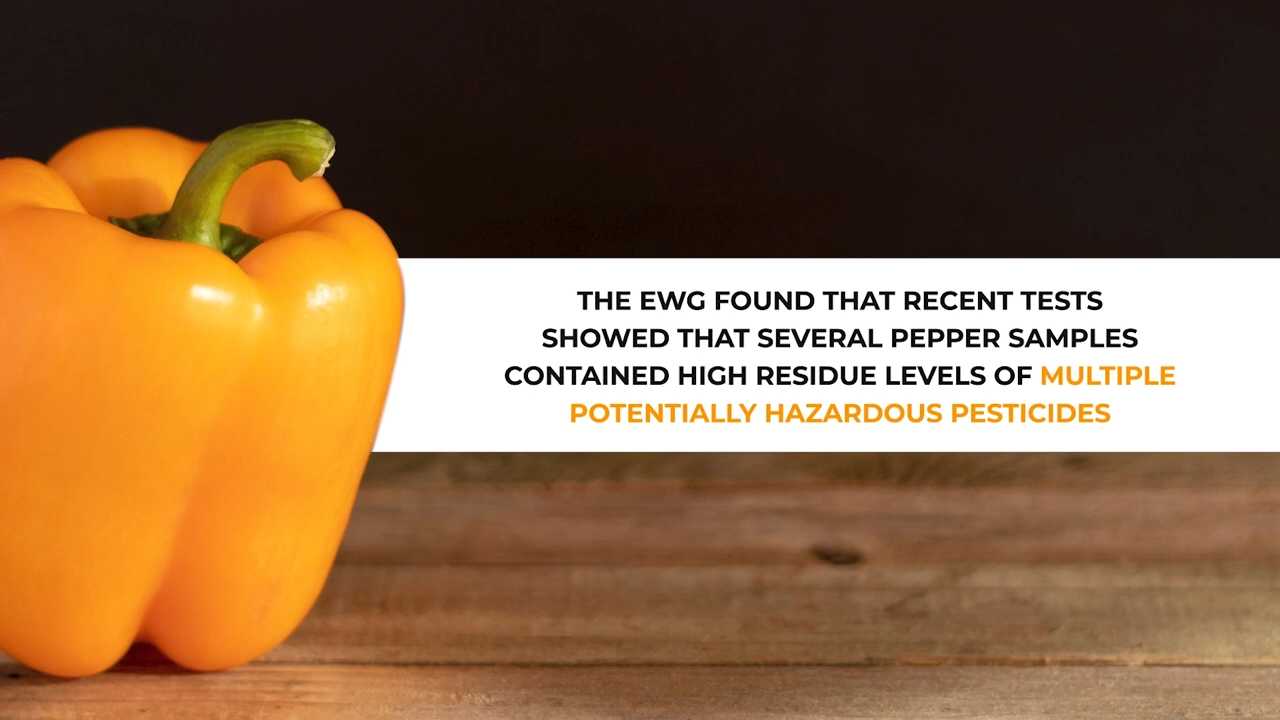 THE EWG FOUND THAT RECENT TESTS
SHOWED THAT SEVERAL PEPPER SAMPLES
CONTAINED HIGH RESIDUE LEVELS OF MULTIPLE
POTENTIALLY HAZARDOUS PESTICIDES